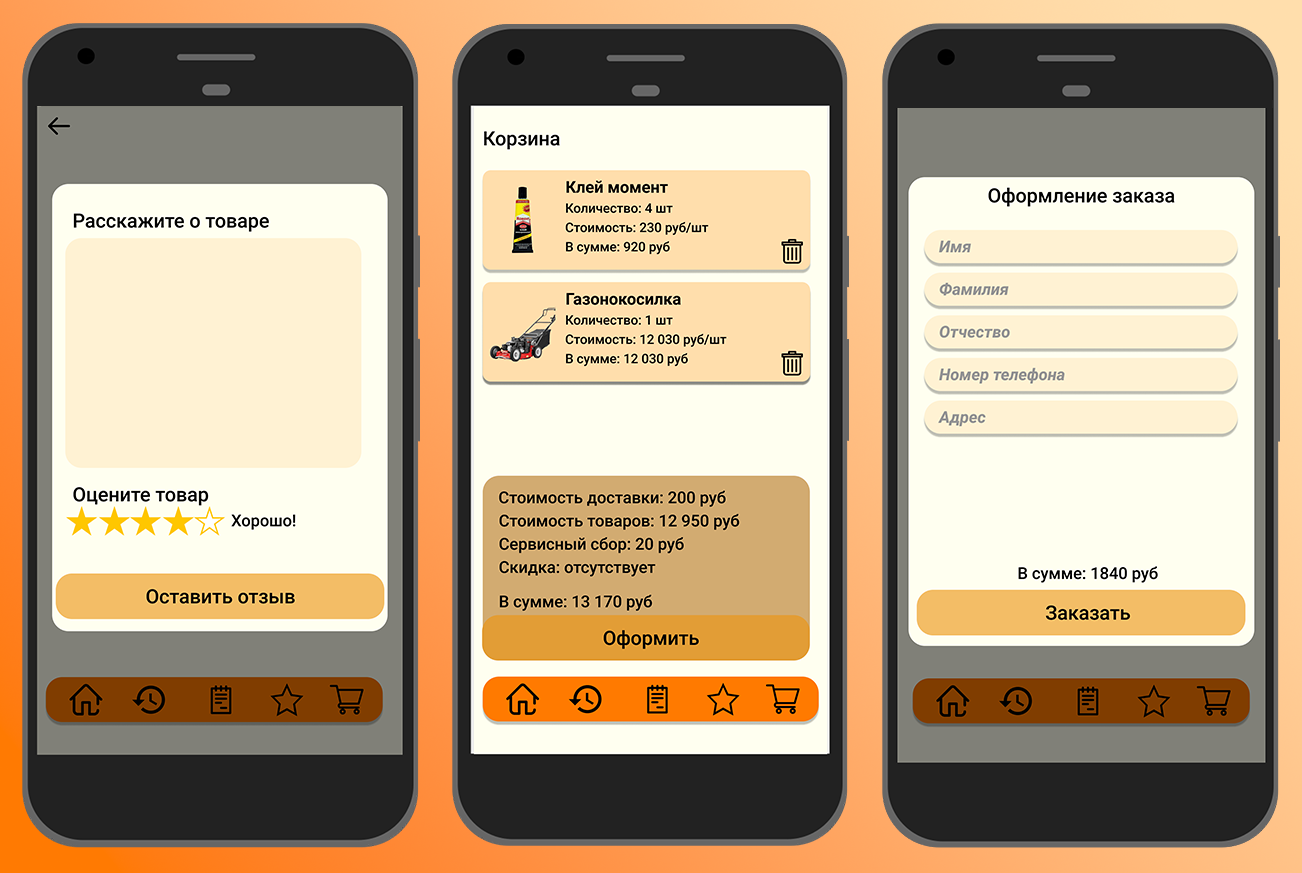 Расскажите о товаре
Оцените товар
Хорошо!
Оставить отзыв
Корзина
Клей момент
Количество: 4 шт
Стоимость: 230 руб/шт
В сумме: 920 руб
Газонокосилка
Количество: 1 шт
Стоимость: 12 030 руб/шт
В сумме: 12 030 руб
Стоимость доставки: 200 руб
Стоимость товаров: 12 950 руб
Сервисный сбор: 20 руб
Скидка: отсутствует
В сумме: 13 170 руб
Оформить
Оформление заказа
Имя
Фамилия
Отчество
Номер телефона
Адрес
В сумме: 1840 руб
Заказать